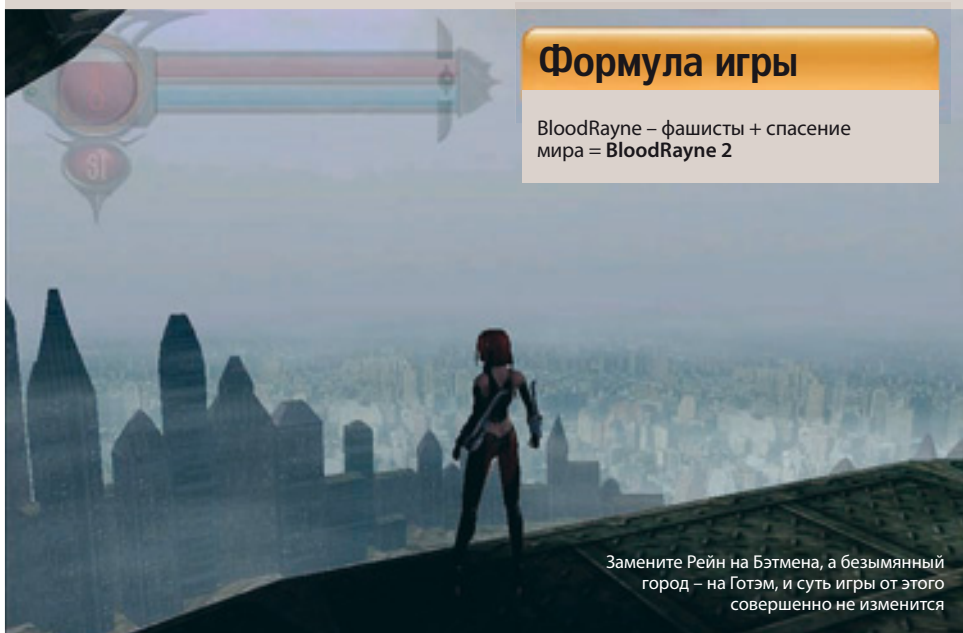 Формула игры
BloodRayne – фашисты + спасение
мира = BloodRayne 2
Замените Рейн на Бэтмена, а безымянный
город – на Готэм, и суть игры от этого
совершенно не изменится